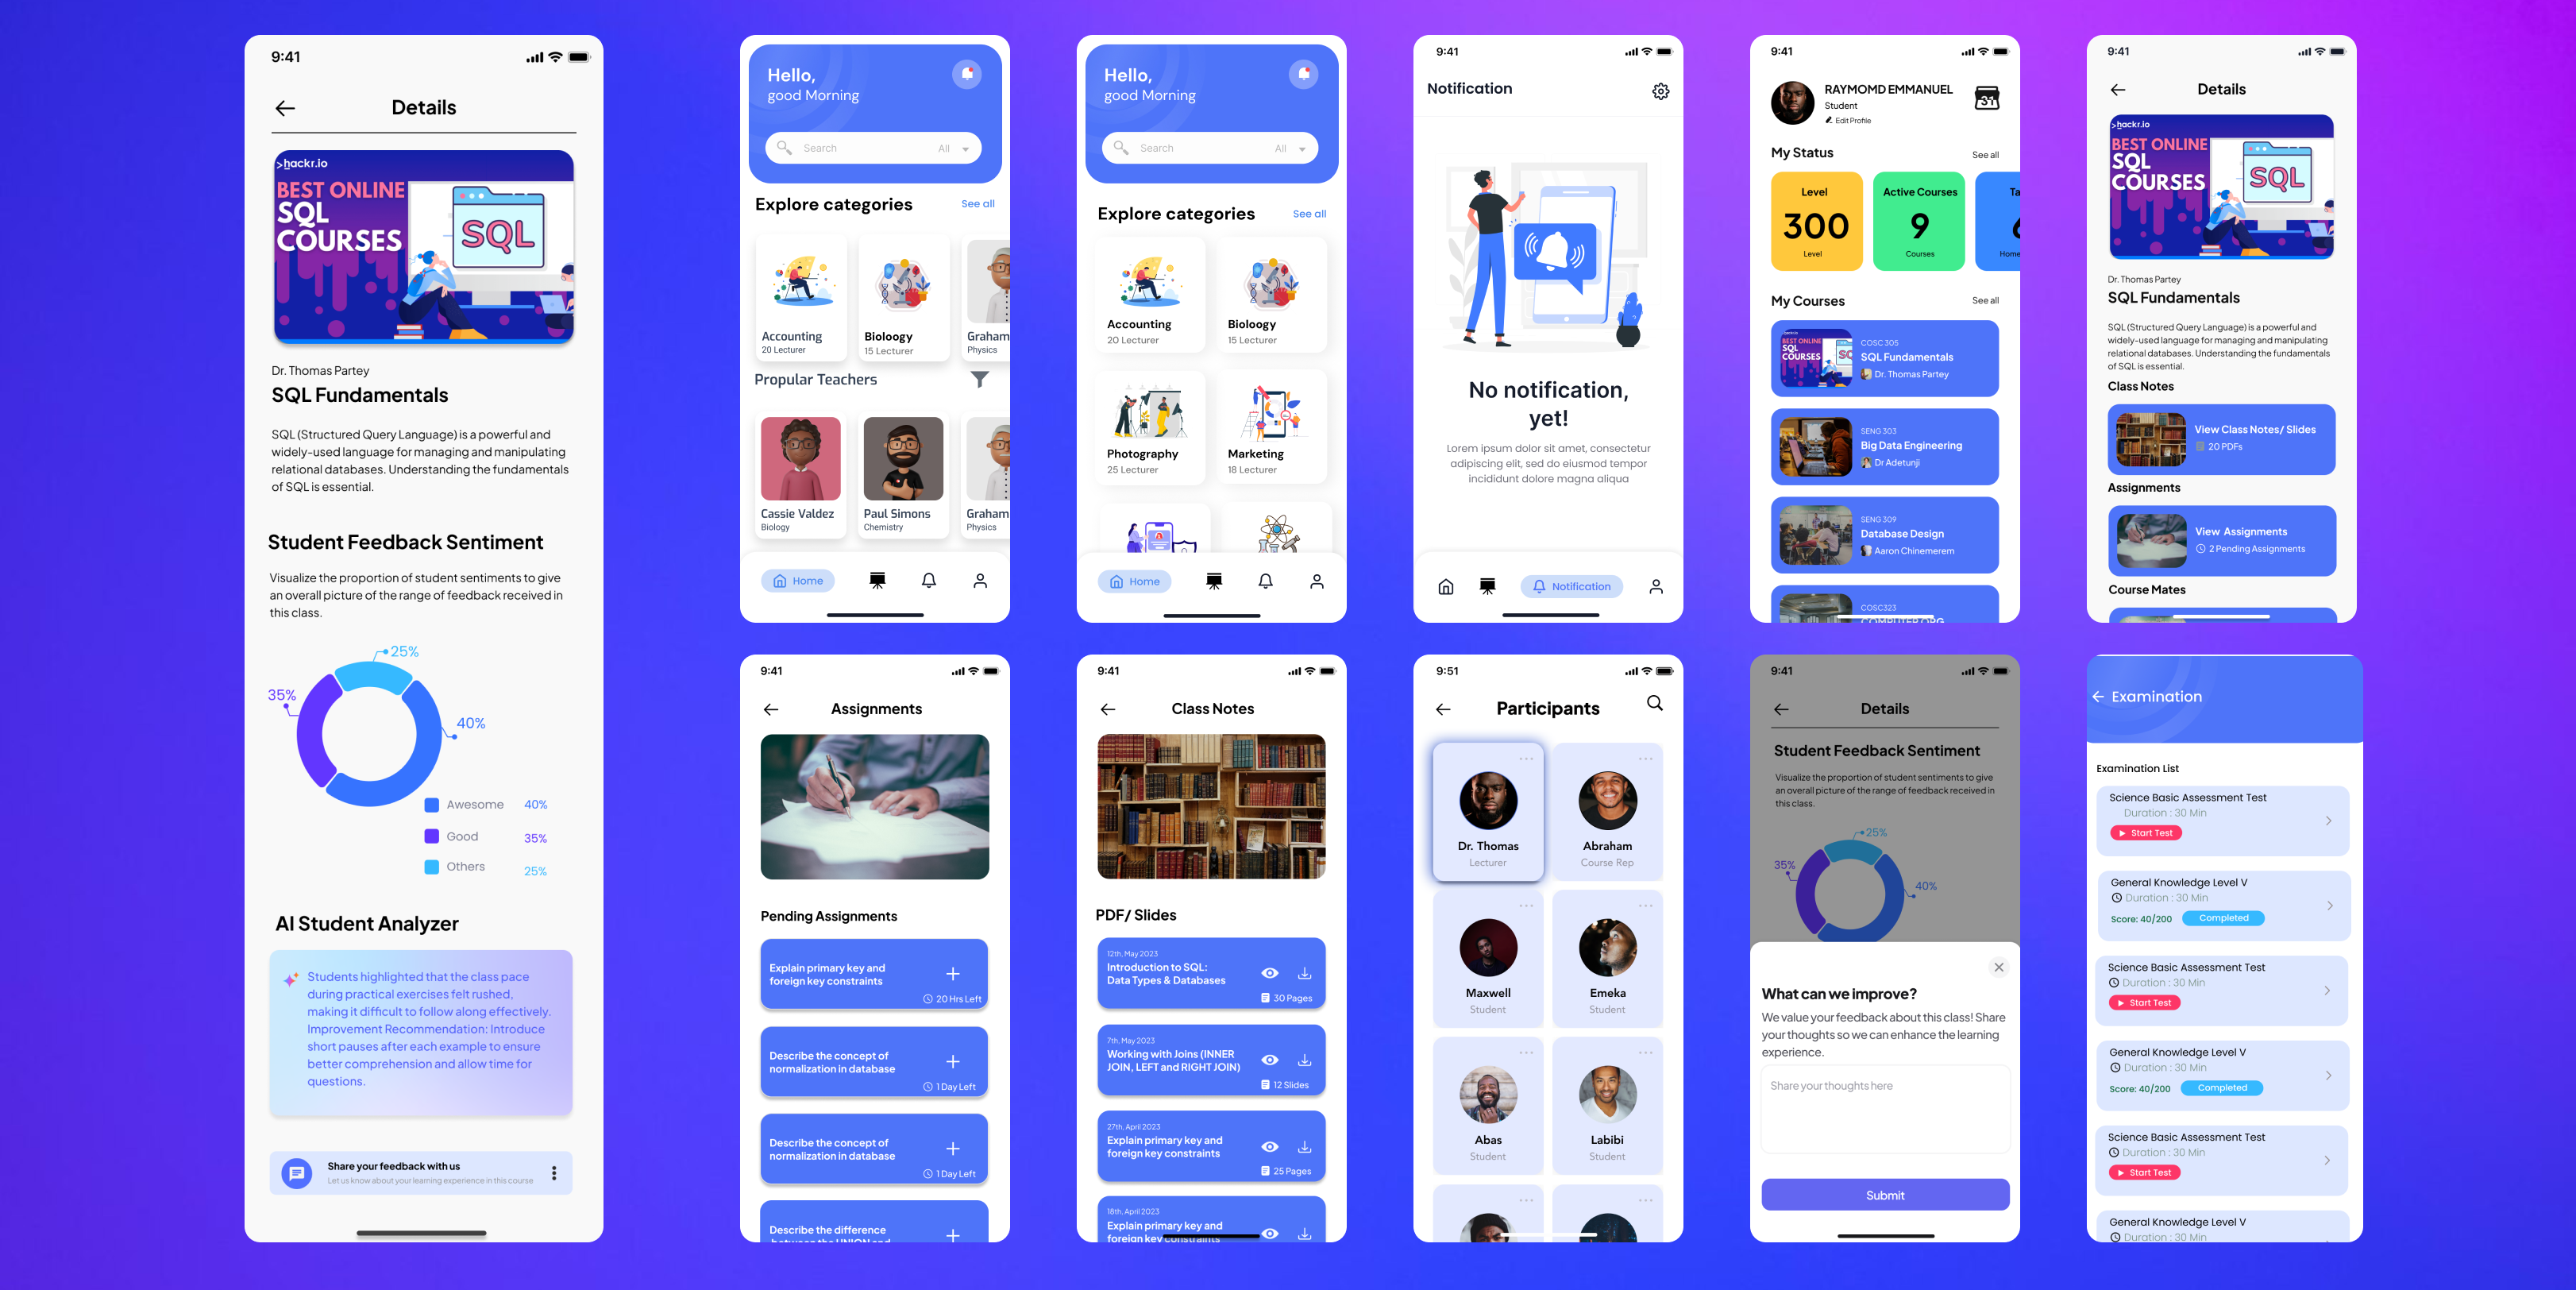 9:41
Details
>hackr.io
BEST ONLINE
SQL
COURSES
SQL
Dr. Thomas Partey
SQL Fundamentals
SQL (Structured Query Language) is a powerful and
widely-used language for managing and manipulating
relational databases. Understanding the fundamentals
of SQL is essential.
Student Feedback Sentiment
Visualize the proportion of student sentiments to give
an overall picture of the range of feedback received in
this class.
25%
35%
40%
Awesome 40%
Good 35%
Others 25%
AI Student Analyzer
Students highlighted that the class pace
during practical exercises felt rushed,
making it difficult to follow along effectively.
Improvement Recommendation: Introduce
short pauses after each example to ensure
better comprehension and allow time for
questions.
Share your feedback with us
Let us know about your learning experience in this course
Hello,
good Morning
Search All
Explore categories See all
Accounting
20 Lecturer
Bioloogy
15 Lecturer
Graham
Physics
Propular Teachers
Cassie Valdez
Biology
Paul Simons
Chemistry
Graham
Physics
Home
Hello,
good Morning
Search All
Explore categories See all
Accounting
20 Lecturer
Bioloogy
15 Lecturer
Photography
25 Lecturer
Marketing
18 Lecturer
Home
9:41
Notification
No notification,
yet!
Lorem ipsum dolor sit amet, consectetur
adipiscing elit, sed do eiusmod tempor
incididunt dolore magna aliqua
Notification
9:41
RAYMOMD EMMANUEL
Student
Edit Profile
31
My Status See all
Level
300
Level
Active Courses
9
Courses
Ta
6
Home
My Courses See all
BEST ONLINE
SQL
COURSES
COSC 305
SQL Fundamentals
Dr. Thomas Partey
SENG 303
Big Data Engineering
Dr Adetunji
SENG 309
Database Design
Aaron Chinemerem
COSC323
COMPUTER ORG
9:41
Details
>hackr.io
BEST ONLINE
SQL
COURSES
SQL
Dr. Thomas Partey
SQL Fundamentals
SQL (Structured Query Language) is a powerful and
widely-used language for managing and manipulating
relational databases. Understanding the fundamentals
of SQL is essential.
Class Notes
View Class Notes/ Slides
20 PDFs
Assignments
View Assignments
2 Pending Assignments
Course Mates
9:41
Assignments
Pending Assignments
Explain primary key and
foreign key constraints
20 Hrs Left
Describe the concept of
normalization in database
1 Day Left
Describe the concept of
normalization in database
1 Day Left
Describe the difference
between the UNION and
9:41
Class Notes
PDF/ Slides
12th, May 2023
Introduction to SQL:
Data Types & Databases
30 Pages
7th, May 2023
Working with Joins (INNER
JOIN, LEFT and RIGHT JOIN)
12 Slides
27th, April 2023
Explain primary key and
foreign key constraints
25 Pages
18th, April 2023
Explain primary key and
foreign key constraints
9:51
Participants
Dr. Thomas
Lecturer
Abraham
Course Rep
Maxwell
Student
Emeka
Student
Abas
Student
Labibi
Student
9:41
Details
Student Feedback Sentiment
Visualize the proportion of student sentiments to give
an overall picture of the range of feedback received in
this class.
25%
35%
40%
What can we improve?
We value your feedback about this class! Share
your thoughts so we can enhance the learning
experience.
Share your thoughts here
Submit
Examination
Examination List
Science Basic Assessment Test
Duration : 30 Min
Start Test
General Knowledge Level V
Duration : 30 Min
Score: 40/200 Completed
Science Basic Assessment Test
Duration : 30 Min
Start Test
General Knowledge Level V
Duration : 30 Min
Score: 40/200 Completed
Science Basic Assessment Test
Duration : 30 Min
Start Test
General Knowledge Level V
Duration : 30 Min